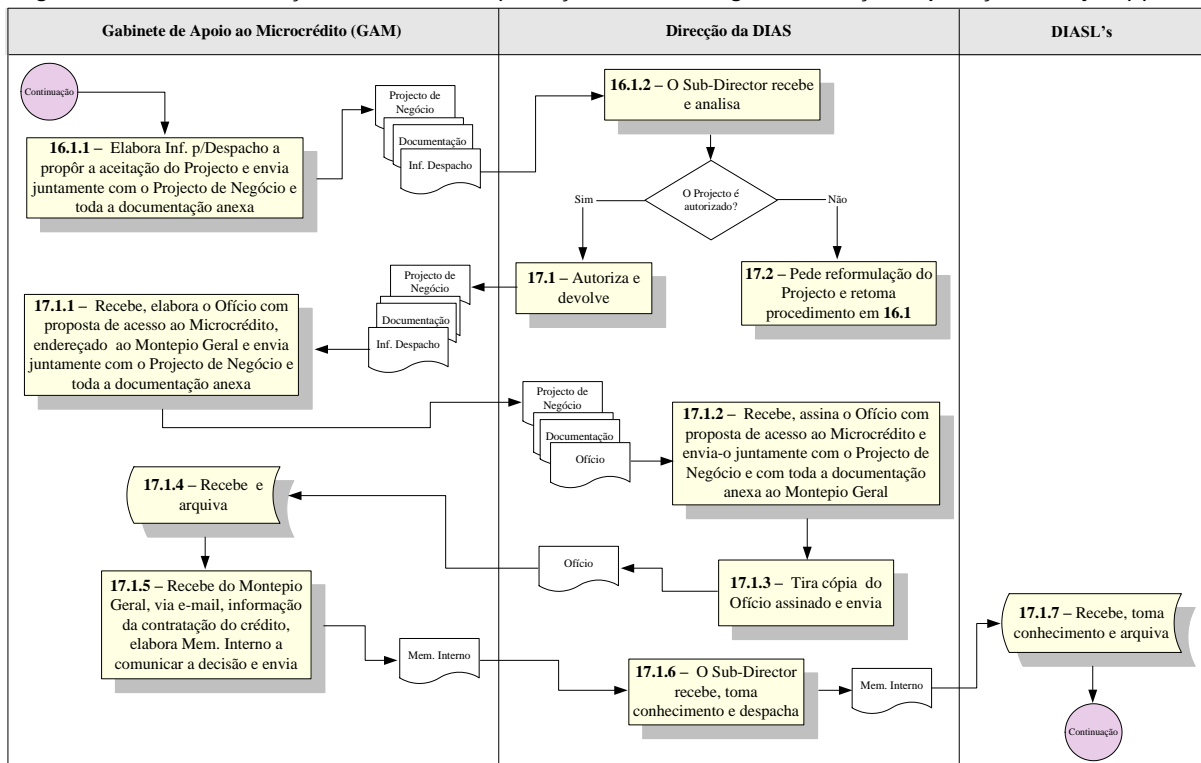 Gabinete de Apoio ao Microcrédito (GAM)
Direcção da DIAS
DIASL's
Continuação
16.1.1 – Elabora Inf. p/Despacho a
propôr a aceitação do Projecto e envia
juntamente com o Projecto de Negócio e
toda a documentação anexa
Projecto de
Negócio
Documentação
Inf. Despacho
16.1.2 – O Sub-Director recebe
e analisa
O Projecto é
autorizado?
Sim
Não
17.1 – Autoriza e
devolve
17.2 – Pede reformulação do
Projecto e retoma
procedimento em 16.1
Projecto de
Negócio
Documentação
Inf. Despacho
17.1.1 – Recebe, elabora o Ofício com
proposta de acesso ao Microcrédito,
endereçado ao Montepio Geral e envia
juntamente com o Projecto de Negócio e
toda a documentação anexa
Projecto de
Negócio
Documentação
Ofício
17.1.2 – Recebe, assina o Ofício com
proposta de acesso ao Microcrédito e
envia-o juntamente com o Projecto de
Negócio e com toda a documentação
anexa ao Montepio Geral
17.1.3 – Tira cópia do
Ofício assinado e envia
Ofício
17.1.4 – Recebe e
arquiva
17.1.5 – Recebe do Montepio
Geral, via e-mail, informação
da contratação do crédito,
elabora Mem. Interno a
comunicar a decisão e envia
Mem. Interno
17.1.6 – O Sub-Director
recebe, toma
conhecimento e despacha
Mem. Interno
17.1.7 – Recebe, toma
conhecimento e arquiva
Continuação